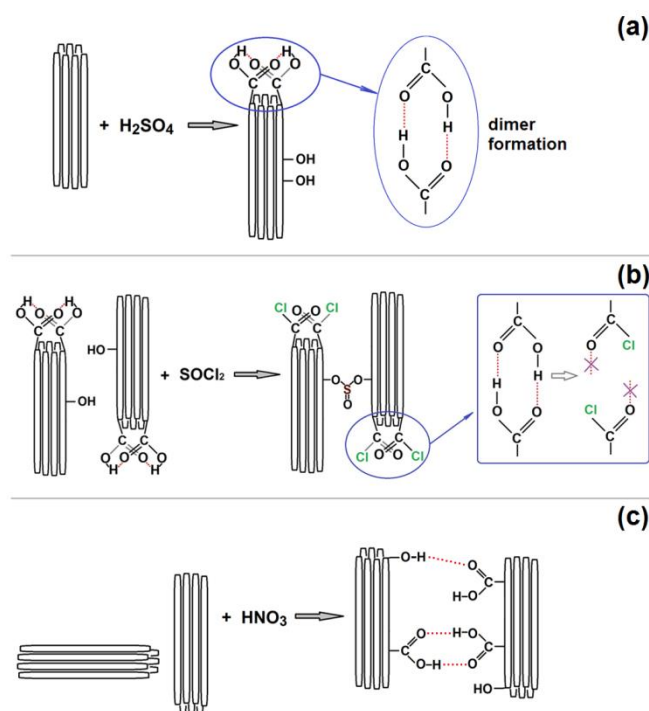 (a)
H H
O O O O
C C
+ H₂SO₄
OH
OH
C
O O
H H
O O
C
dimer
formation
(b)
H H
O O O O
C C
HO
OH
C C
O O O O
H H
+ SOCl₂
Cl O O Cl
C C
O S O
O
C C
Cl O O Cl
C
O O
H H
O O
C
C
O Cl
Cl O
C
(c)
+ HNO₃
O-H
O
C
H-O
O H-O
C C
O-H O
HO